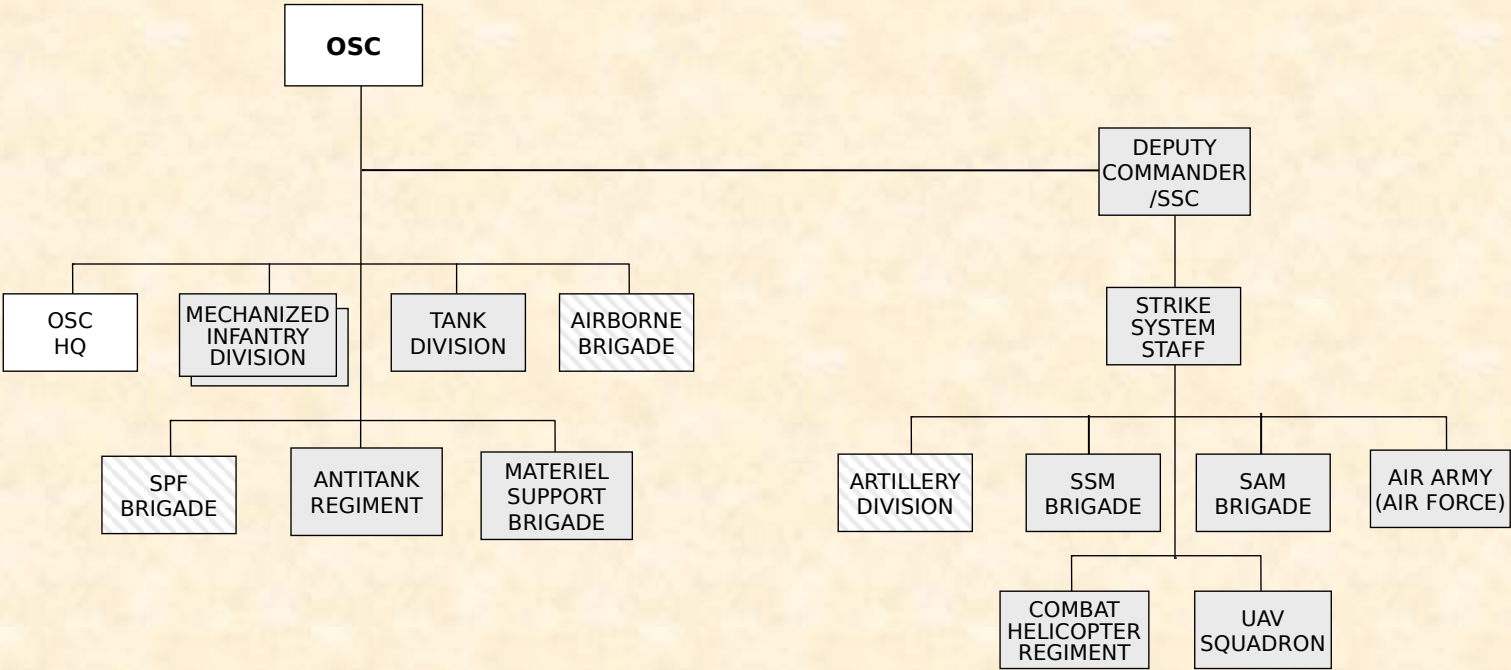 OSC
DEPUTY
COMMANDER
/SSC
OSC
HQ
MECHANIZED
INFANTRY
DIVISION
TANK
DIVISION
AIRBORNE
BRIGADE
STRIKE
SYSTEM
STAFF
SPF
BRIGADE
ANTITANK
REGIMENT
MATERIEL
SUPPORT
BRIGADE
ARTILLERY
DIVISION
SSM
BRIGADE
SAM
BRIGADE
AIR ARMY
(AIR FORCE)
COMBAT
HELICOPTER
REGIMENT
UAV
SQUADRON